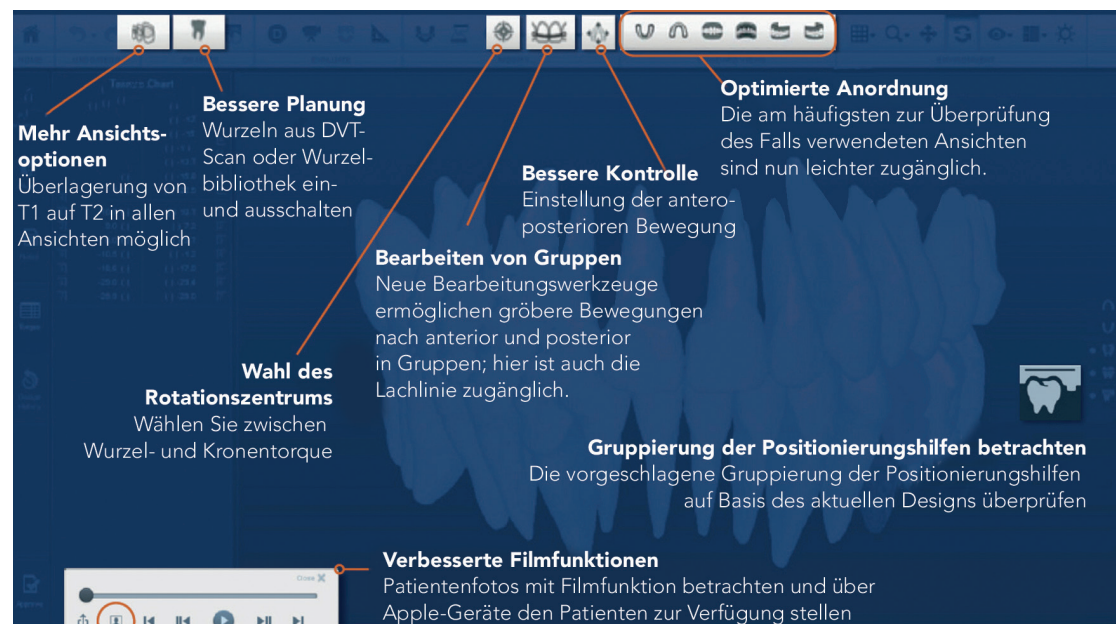 Mehr Ansichts-
optionen
Überlagerung von
T1 auf T2 in allen
Ansichten möglich
Bessere Planung
Wurzeln aus DVT-
Scan oder Wurzel-
bibliothek ein-
und ausschalten
Optimierte Anordnung
Die am häufigsten zur Überprüfung
des Falls verwendeten Ansichten
sind nun leichter zugänglich.
Bessere Kontrolle
Einstellung der antero-
posterioren Bewegung
Bearbeiten von Gruppen
Neue Bearbeitungswerkzeuge
ermöglichen gröbere Bewegungen
nach anterior und posterior
in Gruppen; hier ist auch die
Lachlinie zugänglich.
Wahl des
Rotationszentrums
Wählen Sie zwischen
Wurzel- und Kronentorque
Gruppierung der Positionierungshilfen betrachten
Die vorgeschlagene Gruppierung der Positionierungshilfen
auf Basis des aktuellen Designs überprüfen
Close
Verbesserte Filmfunktionen
Patientenfotos mit Filmfunktion betrachten und über
Apple-Geräte den Patienten zur Verfügung stellen